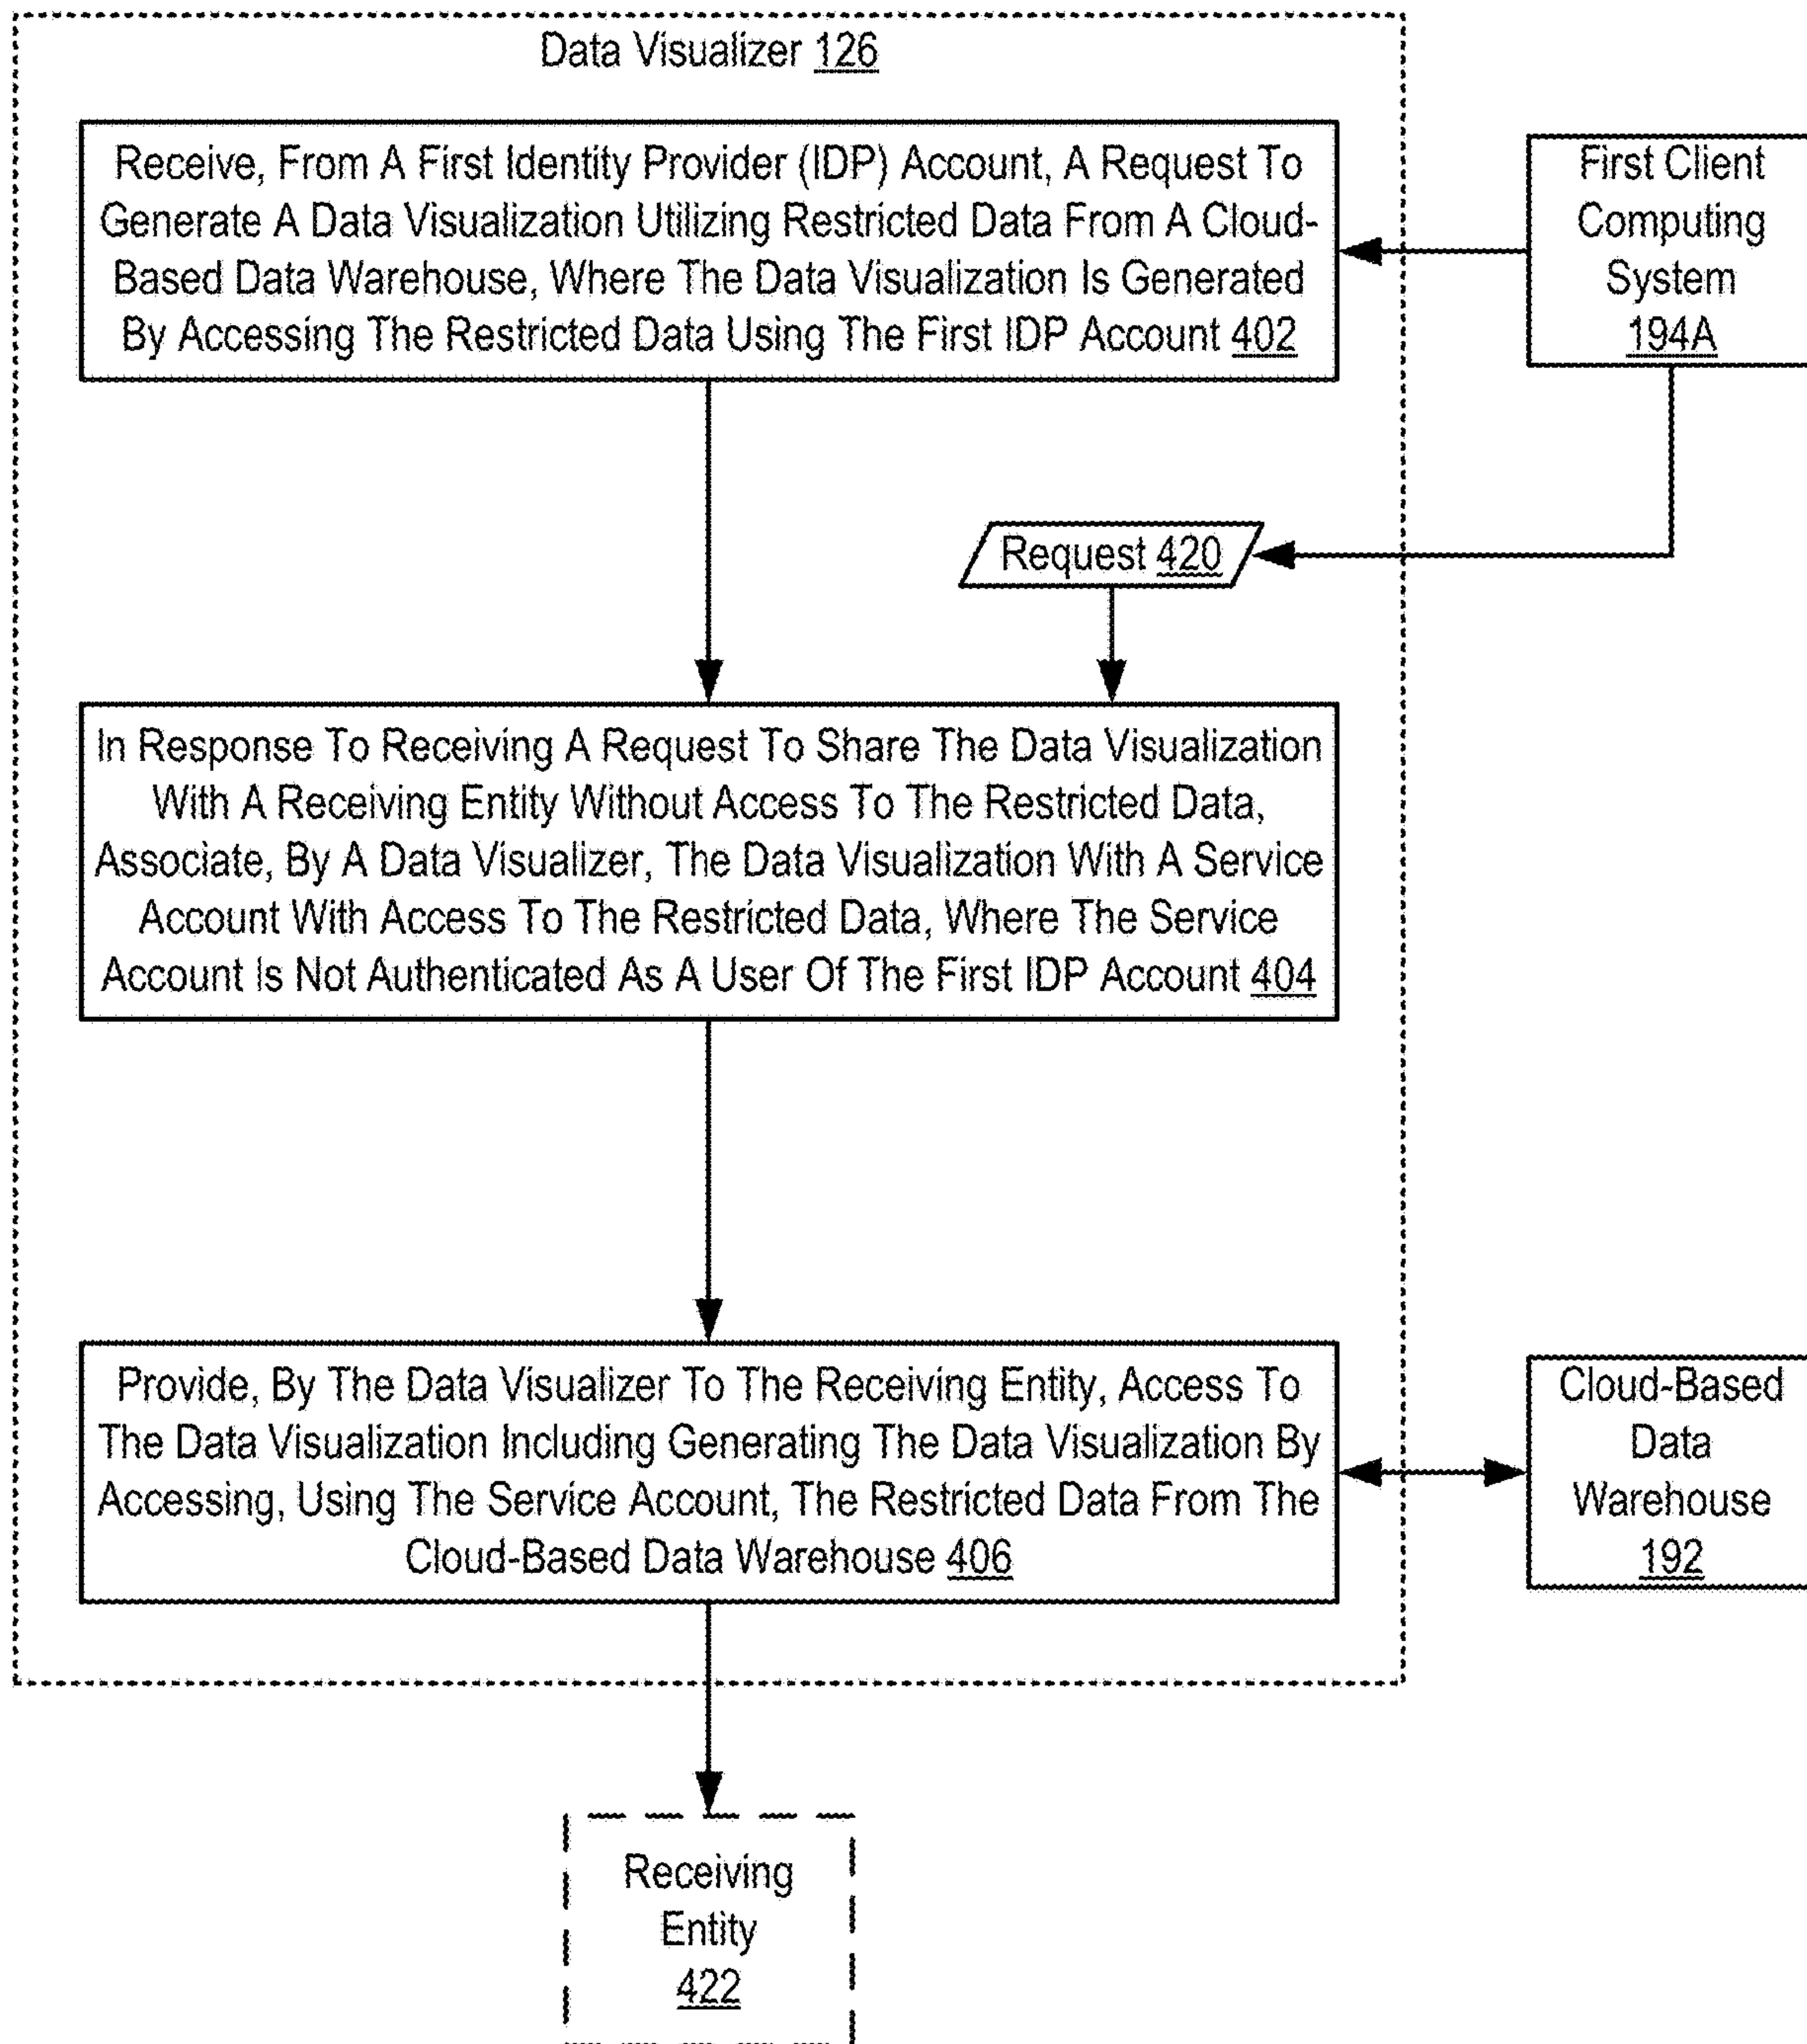 Data Visualizer 126
Receive, From A First Identity Provider (IDP) Account, A Request To
Generate A Data Visualization Utilizing Restricted Data From A Cloud-
Based Data Warehouse, Where The Data Visualization Is Generated
By Accessing The Restricted Data Using The First IDP Account 402
First Client
Computing
System
194A
Request 420
In Response To Receiving A Request To Share The Data Visualization
With A Receiving Entity Without Access To The Restricted Data,
Associate, By A Data Visualizer, The Data Visualization With A Service
Account With Access To The Restricted Data, Where The Service
Account Is Not Authenticated As A User Of The First IDP Account 404
Provide, By The Data Visualizer To The Receiving Entity, Access To
The Data Visualization Including Generating The Data Visualization By
Accessing, Using The Service Account, The Restricted Data From The
Cloud-Based Data Warehouse 406
Cloud-Based
Data
Warehouse
192
Receiving
Entity
422